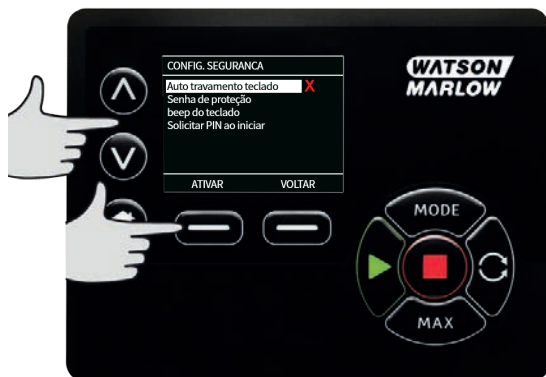 CONFIG. SEGURANCA
Auto travamento teclado X
Senha de proteção
beep do teclado
Solicitar PIN ao iniciar
ATIVAR VOLTAR
WATSON
MARLOW
MODE
MAX